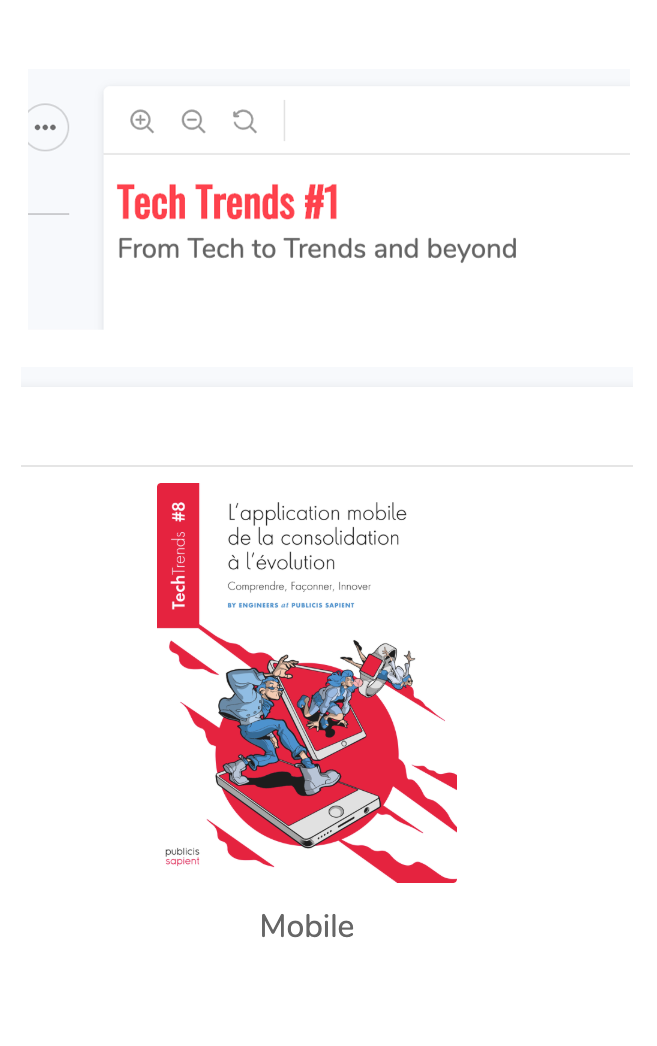 Tech Trends #1
From Tech to Trends and beyond
TechTrends #8
L'application mobile
de la consolidation
à l'évolution
Comprendre, Façonner, Innover
BY ENGINEERS at PUBLICIS SAPIENT
publicis
sapient
Mobile